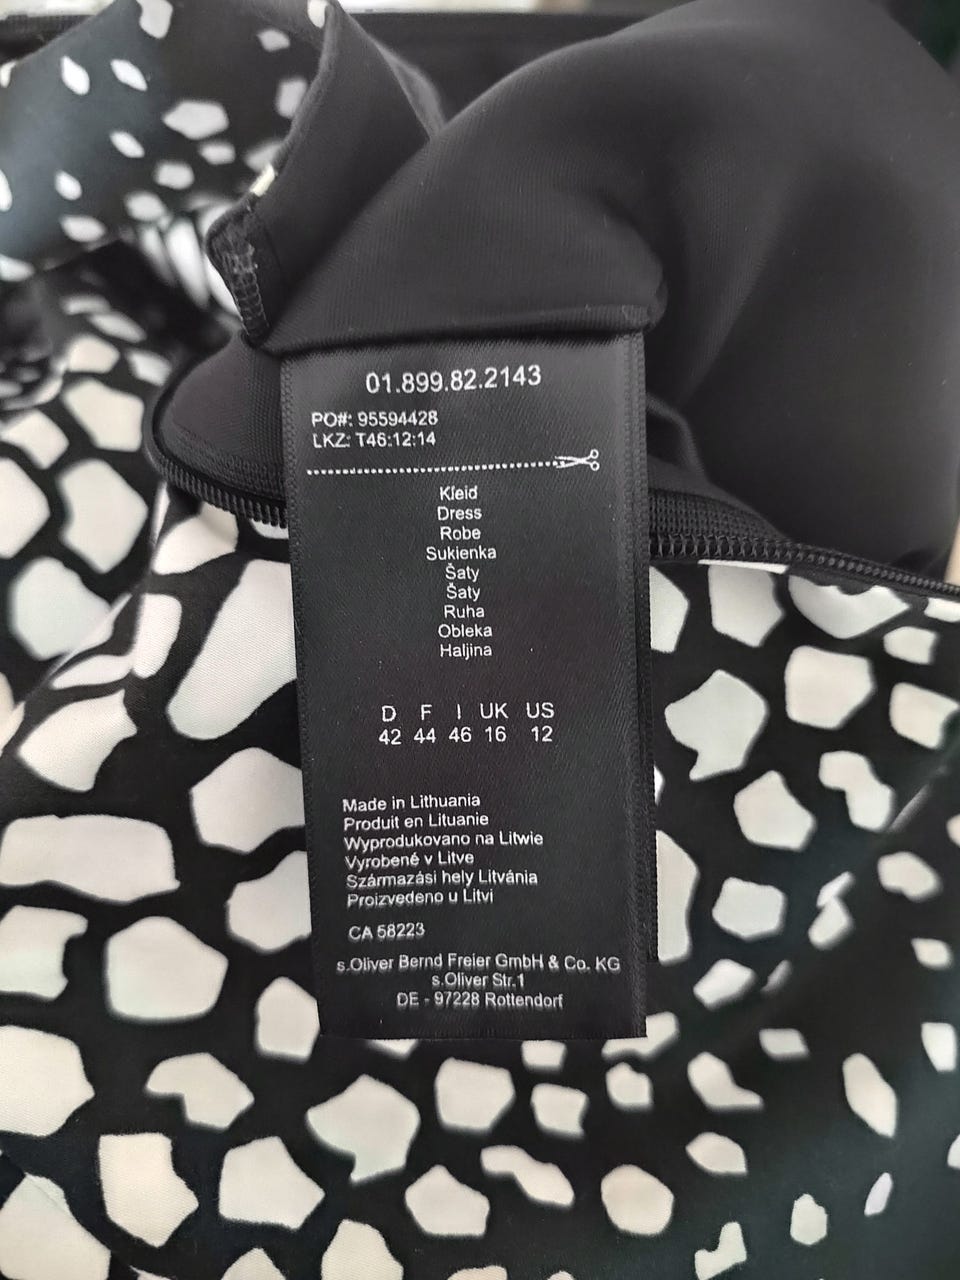 01.899.82.2143
PO#: 95594428
LKZ: T46:12:14
Kleid
Dress
Robe
Sukienka
Šaty
Šaty
Ruha
Obleka
Haljina
D F I UK US
42 44 46 16 12
Made in Lithuania
Produit en Lituanie
Wyprodukowano na Litwie
Vyrobené v Litve
Származási hely Litvánia
Proizvedeno u Litvi
CA 58223
s.Oliver Bernd Freier GmbH & Co. KG
s.Oliver Str.1
DE - 97228 Rottendorf